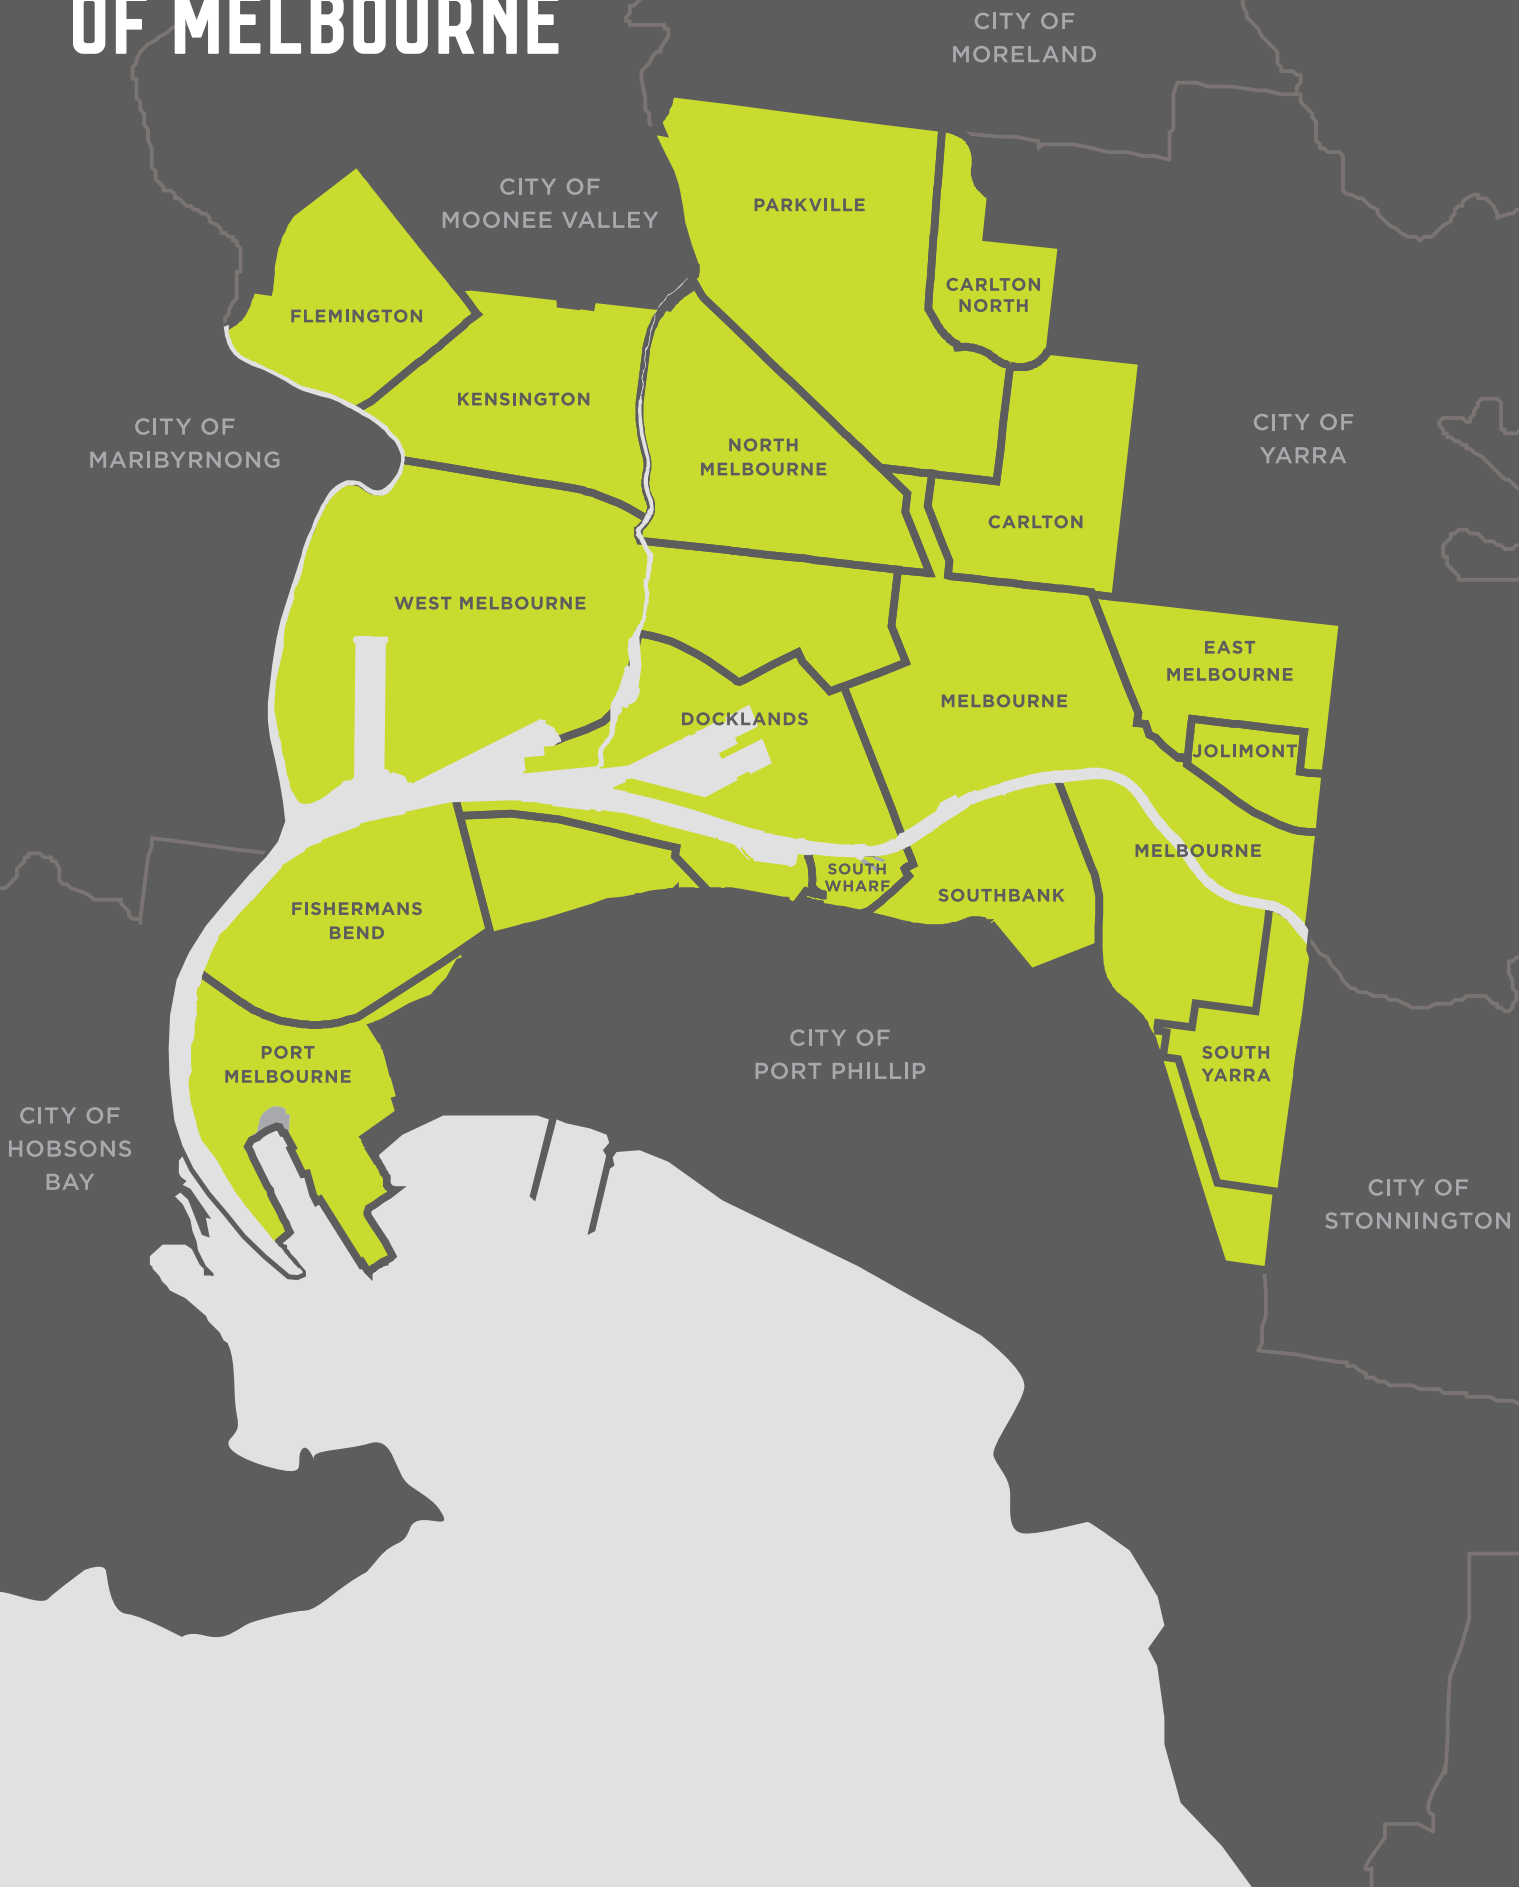 OF MELBOURNE
CITY OF
MORELAND
CITY OF
MOONEE VALLEY
PARKVILLE
CARLTON
NORTH
FLEMINGTON
KENSINGTON
CITY OF
MARIBYRNONG
NORTH
MELBOURNE
CITY OF
YARRA
CARLTON
WEST MELBOURNE
EAST
MELBOURNE
MELBOURNE
DOCKLANDS
JOLIMONT
MELBOURNE
SOUTH
WHARF
SOUTHBANK
FISHERMANS
BEND
CITY OF
PORT PHILLIP
PORT
MELBOURNE
SOUTH
YARRA
CITY OF
HOBSONS
BAY
CITY OF
STONNINGTON